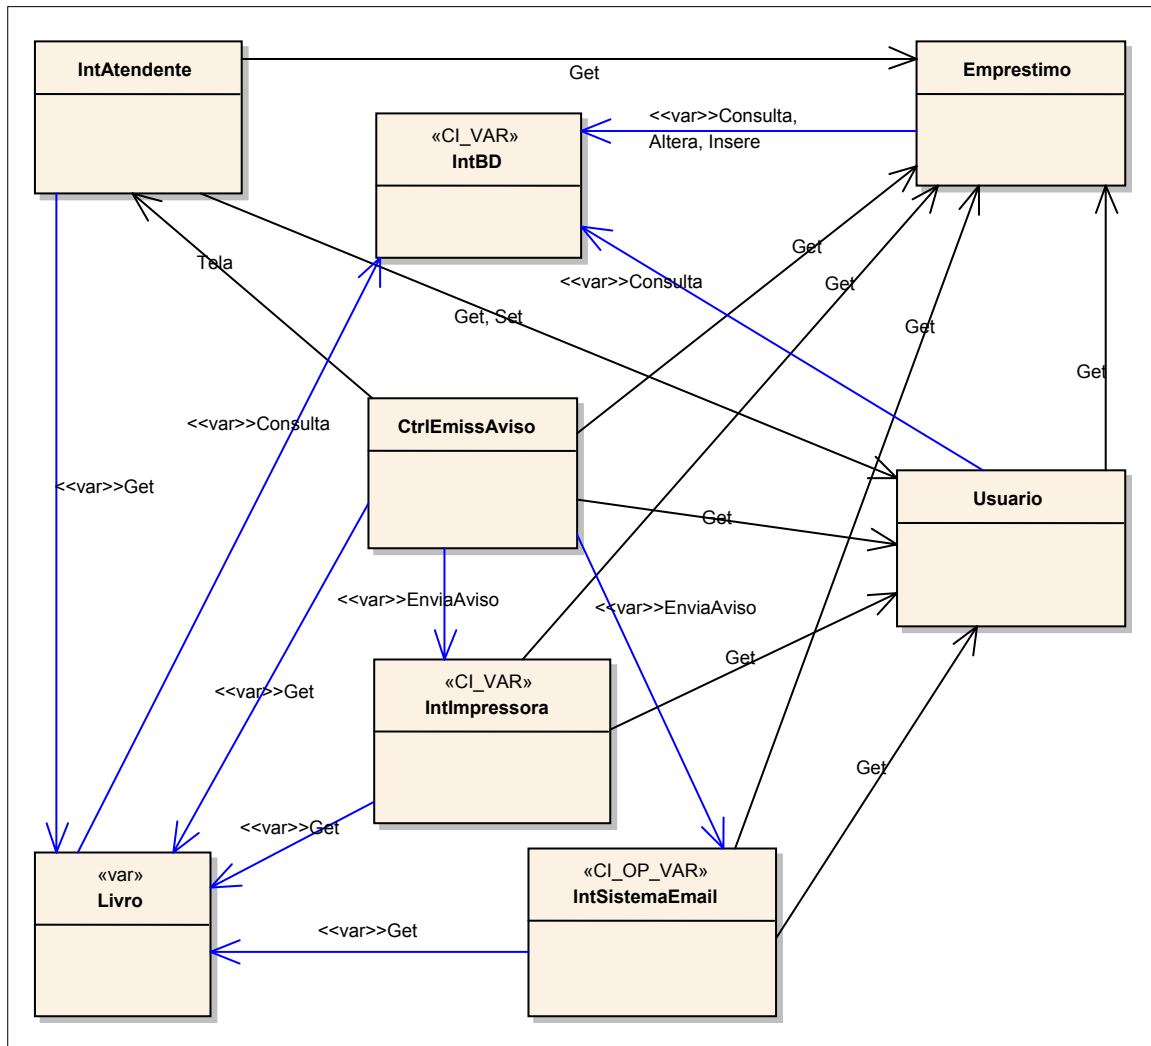 IntAtendente
Get
Emprestimo
«CI_VAR»
IntBD
<<var>>Consulta,
Altera, Insere
Get
Tela
<<var>>Consulta
Get
Get, Set
Get
Get
<<var>>Consulta
CtrlEmissAviso
<<var>>Get
Usuario
Get
<<var>>EnviaAviso
<<var>>EnviaAviso
Get
«CI_VAR»
IntImpressora
<<var>>Get
Get
<<var>>Get
«var»
Livro
«CI_OP_VAR»
IntSistemaEmail
<<var>>Get